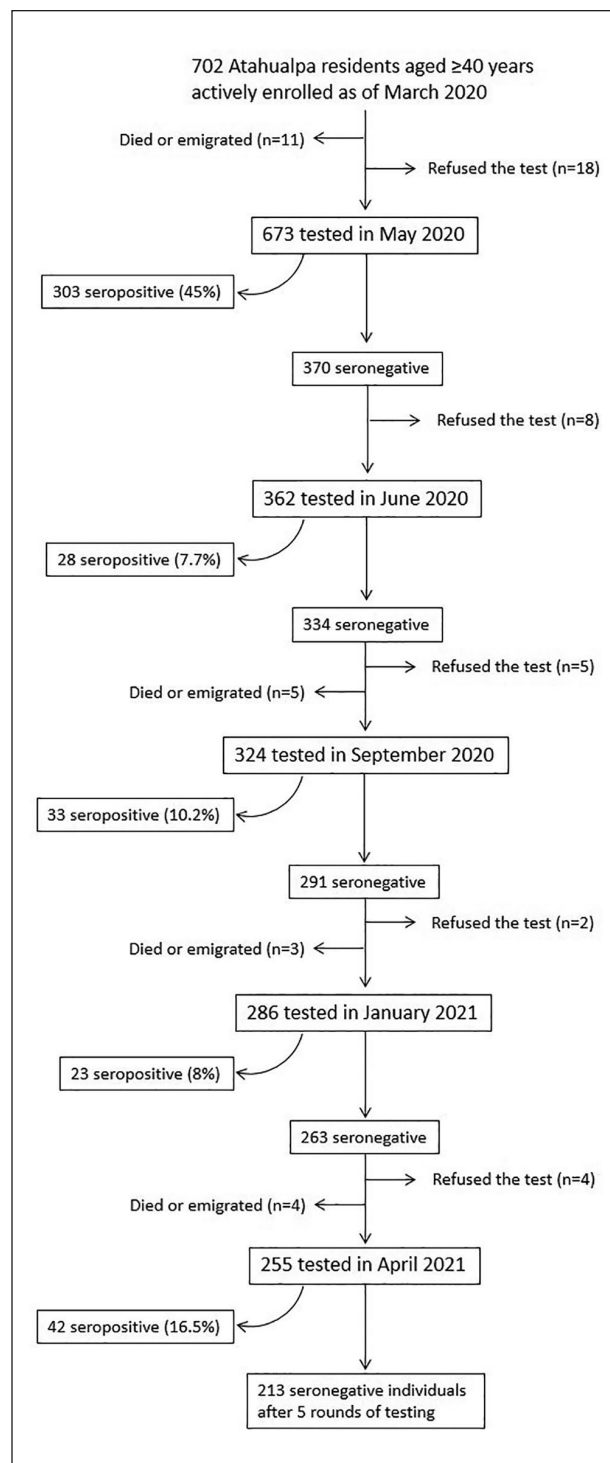 702 Atahualpa residents aged ≥40 years
actively enrolled as of March 2020
Died or emigrated (n=11)
Refused the test (n=18)
673 tested in May 2020
303 seropositive (45%)
370 seronegative
Refused the test (n=8)
362 tested in June 2020
28 seropositive (7.7%)
334 seronegative
Refused the test (n=5)
Died or emigrated (n=5)
324 tested in September 2020
33 seropositive (10.2%)
291 seronegative
Refused the test (n=2)
Died or emigrated (n=3)
286 tested in January 2021
23 seropositive (8%)
263 seronegative
Refused the test (n=4)
Died or emigrated (n=4)
255 tested in April 2021
42 seropositive (16.5%)
213 seronegative individuals
after 5 rounds of testing